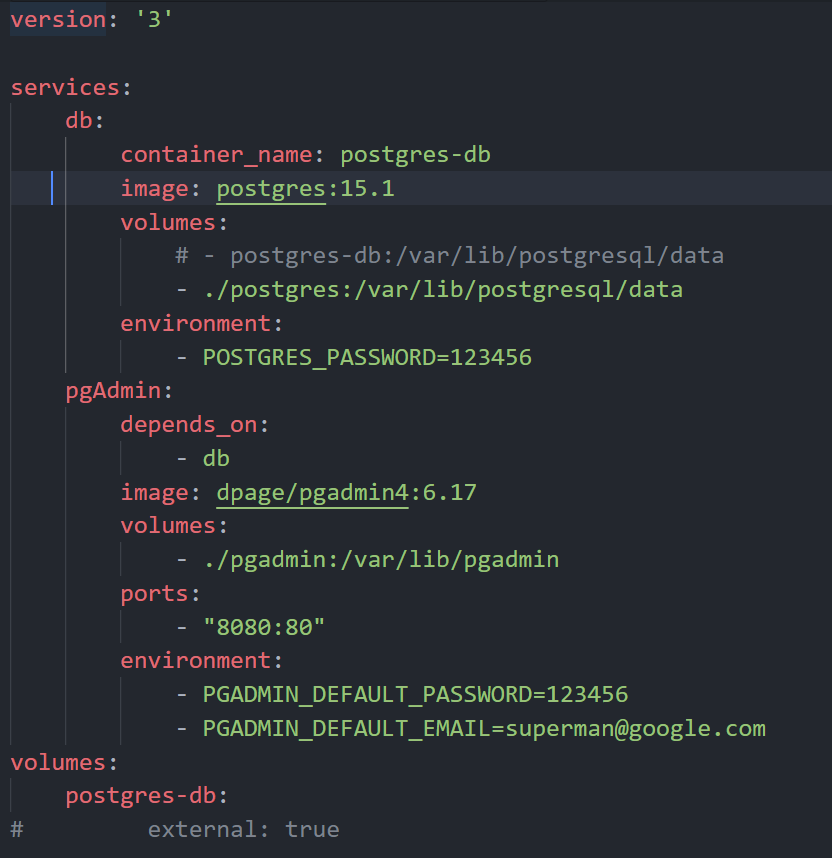 version: '3'

services:
    db:
        container_name: postgres-db
        image: postgres:15.1
        volumes:
            # - postgres-db:/var/lib/postgresql/data
            - ./postgres:/var/lib/postgresql/data
        environment:
            - POSTGRES_PASSWORD=123456
    pgAdmin:
        depends_on:
            - db
        image: dpage/pgadmin4:6.17
        volumes:
            - ./pgadmin:/var/lib/pgadmin
        ports:
            - "8080:80"
        environment:
            - PGADMIN_DEFAULT_PASSWORD=123456
            - PGADMIN_DEFAULT_EMAIL=superman@google.com
volumes:
    postgres-db:
#         external: true